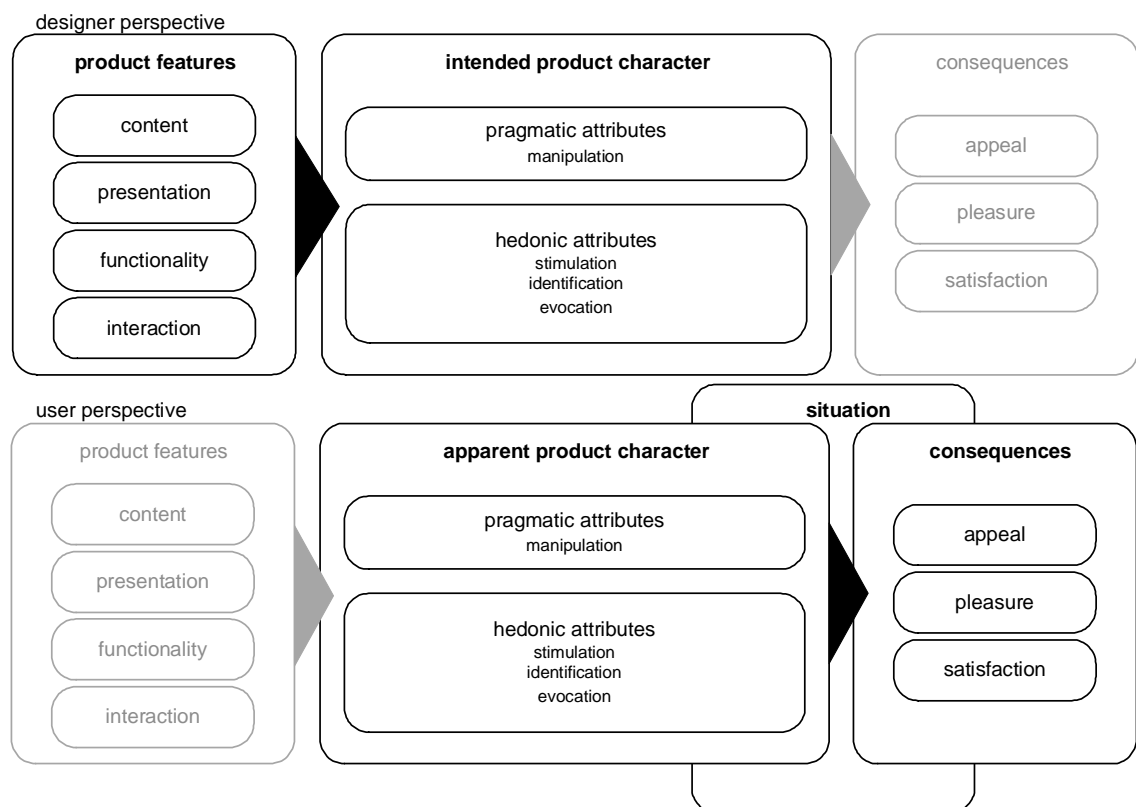 designer perspective
product features
content
presentation
functionality
interaction
intended product character
pragmatic attributes
manipulation
hedonic attributes
stimulation
identification
evocation
consequences
appeal
pleasure
satisfaction
user perspective
product features
content
presentation
functionality
interaction
apparent product character
pragmatic attributes
manipulation
hedonic attributes
stimulation
identification
evocation
situation
consequences
appeal
pleasure
satisfaction